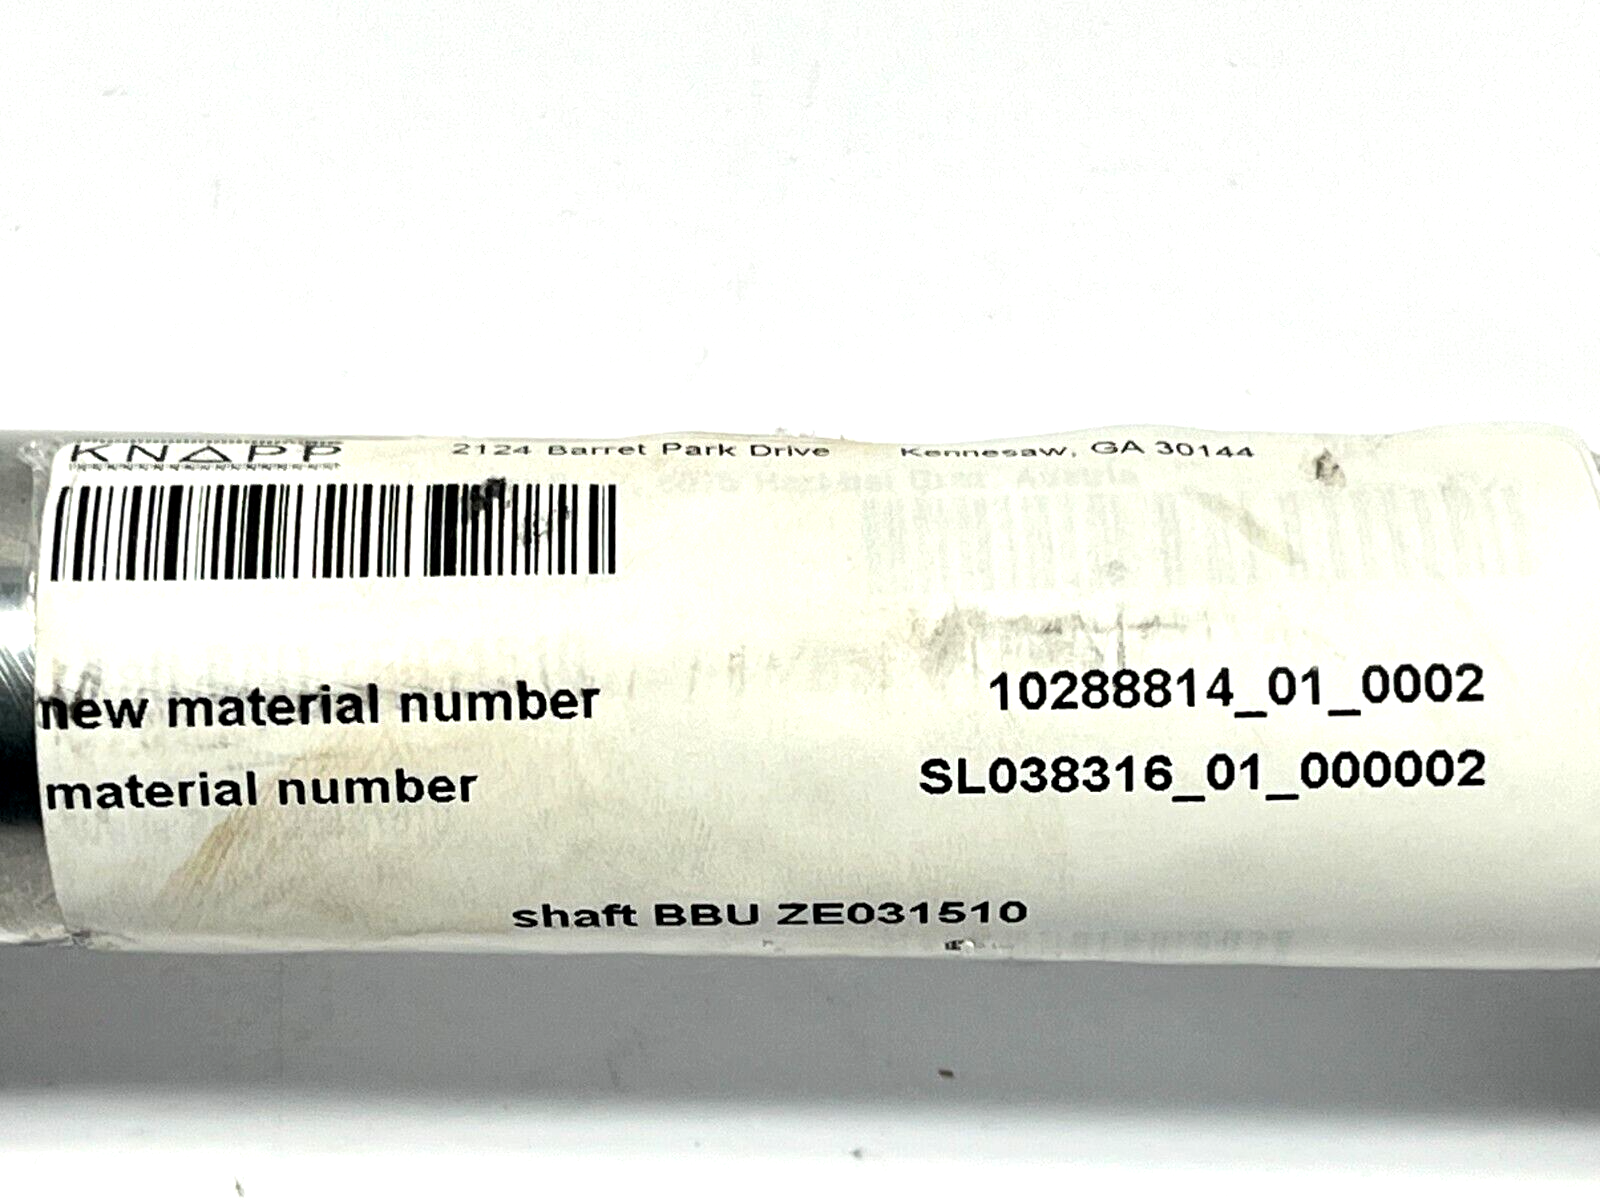 KNAPP 2124 Barret Park Drive Kennesaw, GA 30144
new material number 10288814_01_0002
material number SL038316_01_000002
shaft BBU ZE031510